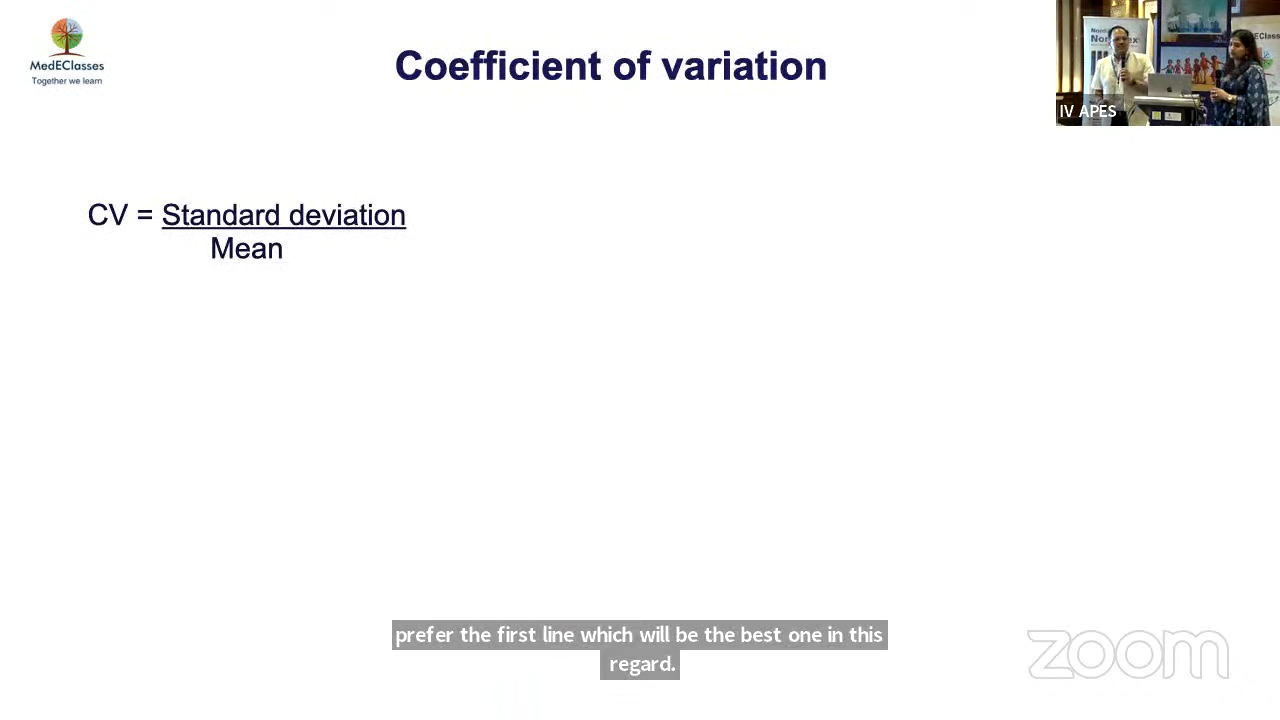 MedEClasses
Together we learn
Coefficient of variation
IV APES
CV = Standard deviation
Mean
prefer the first line which will be the best one in this
regard.
zoom